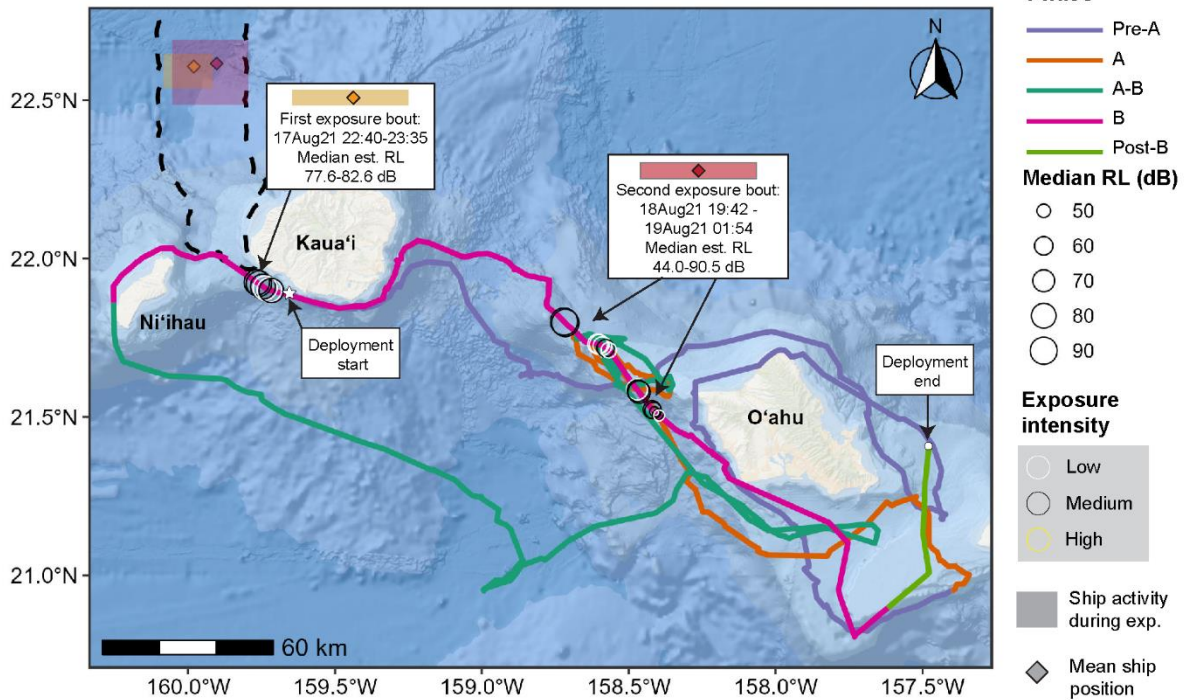 N
22.5°N
22.0°N
21.5°N
21.0°N
160.0°W
159.5°W
159.0°W
158.5°W
158.0°W
157.5°W
60 km
First exposure bout:
17Aug21 22:40-23:35
Median est. RL
77.6-82.6 dB
Second exposure bout:
18Aug21 19:42 -
19Aug21 01:54
Median est. RL
44.0-90.5 dB
Kauaʻi
Niʻihau
Oʻahu
Deployment
start
Deployment
end
Pre-A
A
A-B
B
Post-B
Median RL (dB)
50
60
70
80
90
Exposure
intensity
Low
Medium
High
Ship activity
during exp.
Mean ship
position